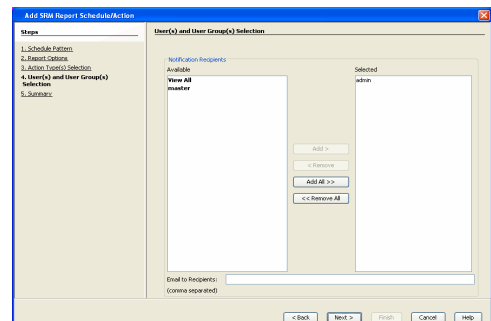 Add SRM Report Schedule/Action
Steps
1. Schedule Pattern
2. Report Options
3. Action Type(s) Selection
4. User(s) and User Group(s)
Selection
5. Summary
User(s) and User Group(s) Selection
Notification Recipients
Available
View All
master
Selected
admin
Add >
< Remove
Add All >>
<< Remove All
Email to Recipients:
(comma separated)
< Back
Next >
Finish
Cancel
Help